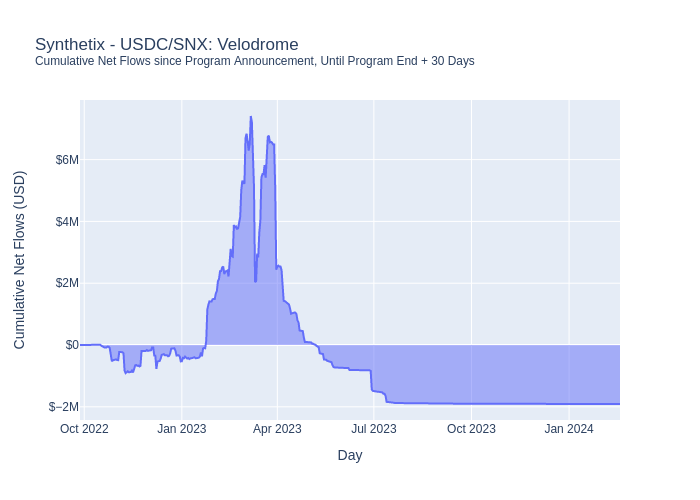 Synthetix - USDC/SNX: Velodrome
Cumulative Net Flows since Program Announcement, Until Program End + 30 Days
Cumulative Net Flows (USD)
$6M
$4M
$2M
$0
$−2M
Oct 2022
Jan 2023
Apr 2023
Jul 2023
Oct 2023
Jan 2024
Day